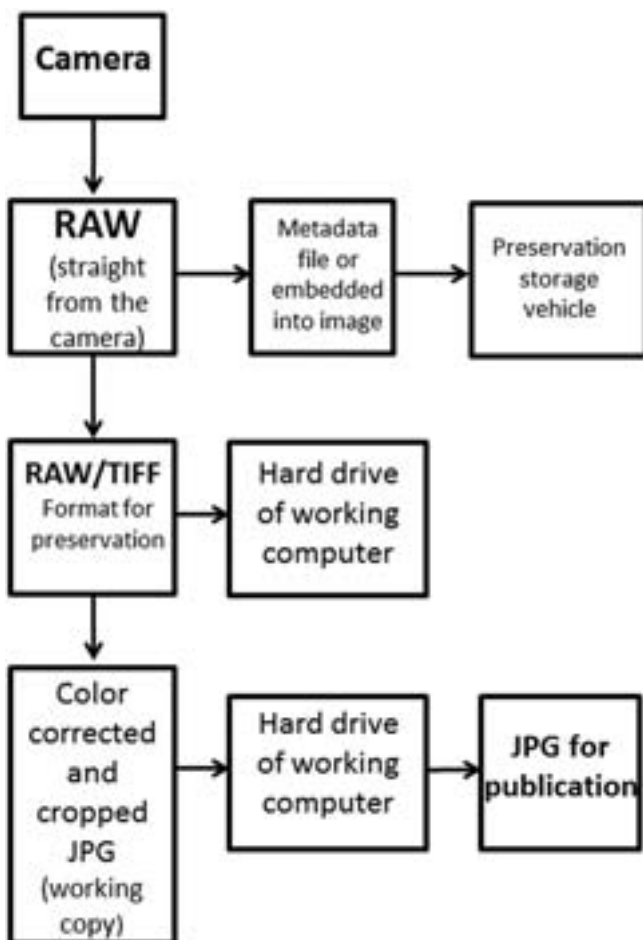 Camera
RAW
(straight
from the
camera)
Metadata
file or
embedded
into image
Preservation
storage
vehicle
RAW/TIFF
Format for
preservation
Hard drive
of working
computer
Color
corrected
and
cropped
JPG
(working
copy)
Hard drive
of working
computer
JPG for
publication